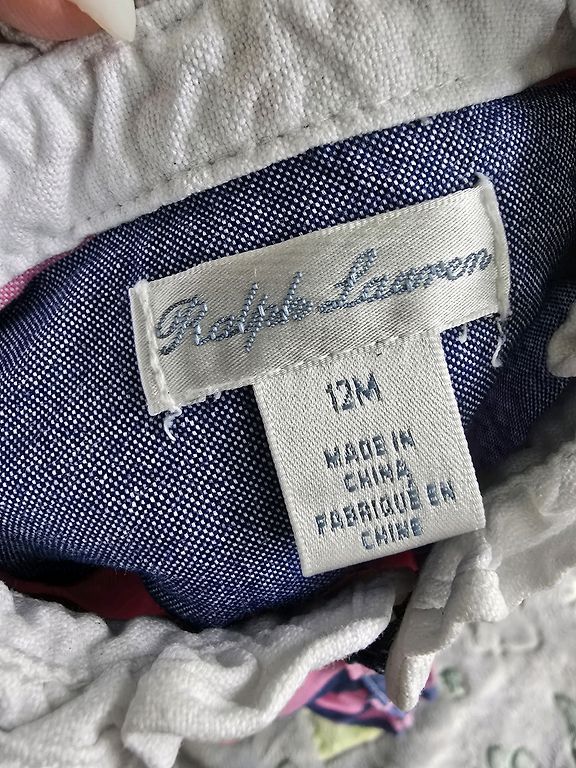 Ralph Lauren
12M
MADE IN
CHINA,
FABRIQUÉ EN
CHINE